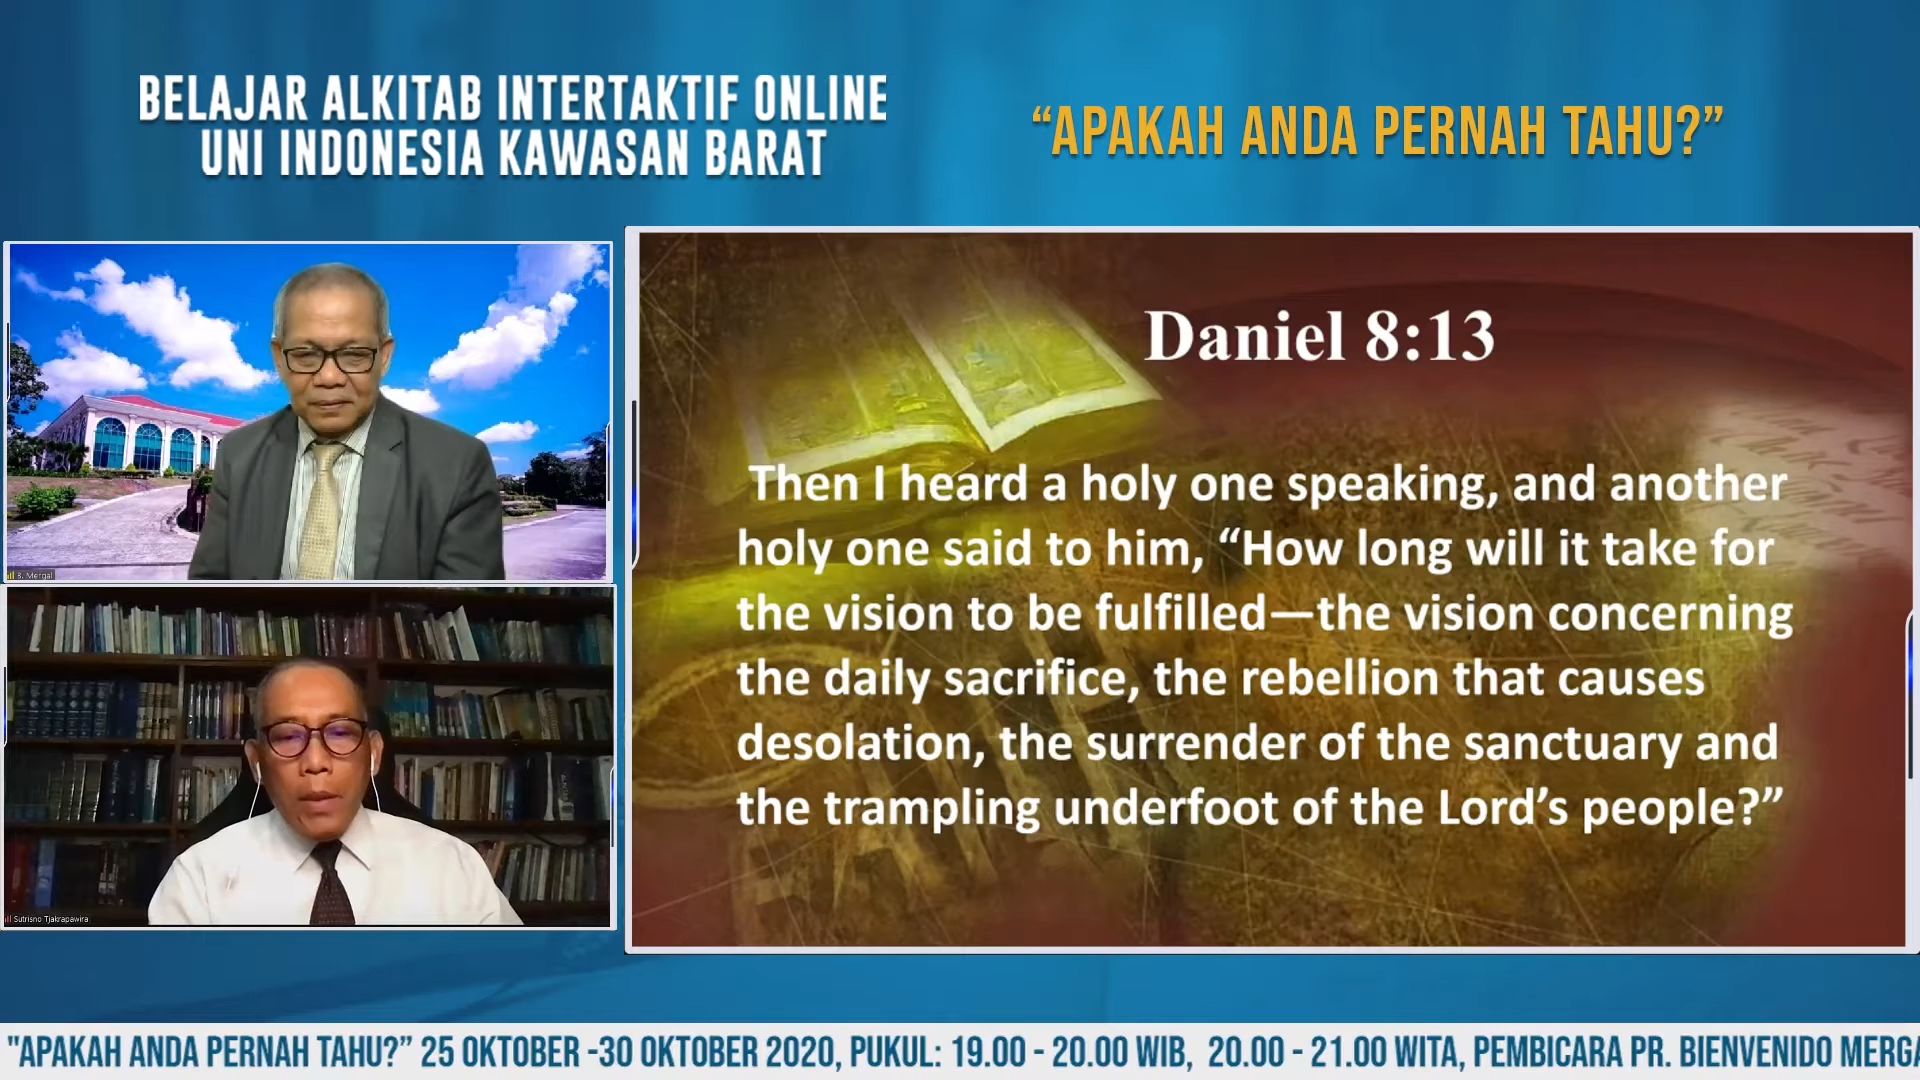 BELAJAR ALKITAB INTERTAKTIF ONLINE
UNI INDONESIA KAWASAN BARAT
“APAKAH ANDA PERNAH TAHU?”
B. Mergal
Sutrisno Tjakrapawira
Daniel 8:13
Then I heard a holy one speaking, and another
holy one said to him, “How long will it take for
the vision to be fulfilled—the vision concerning
the daily sacrifice, the rebellion that causes
desolation, the surrender of the sanctuary and
the trampling underfoot of the Lord’s people?”
"APAKAH ANDA PERNAH TAHU?” 25 OKTOBER -30 OKTOBER 2020, PUKUL: 19.00 - 20.00 WIB, 20.00 - 21.00 WITA, PEMBICARA PR. BIENVENIDO MERGA